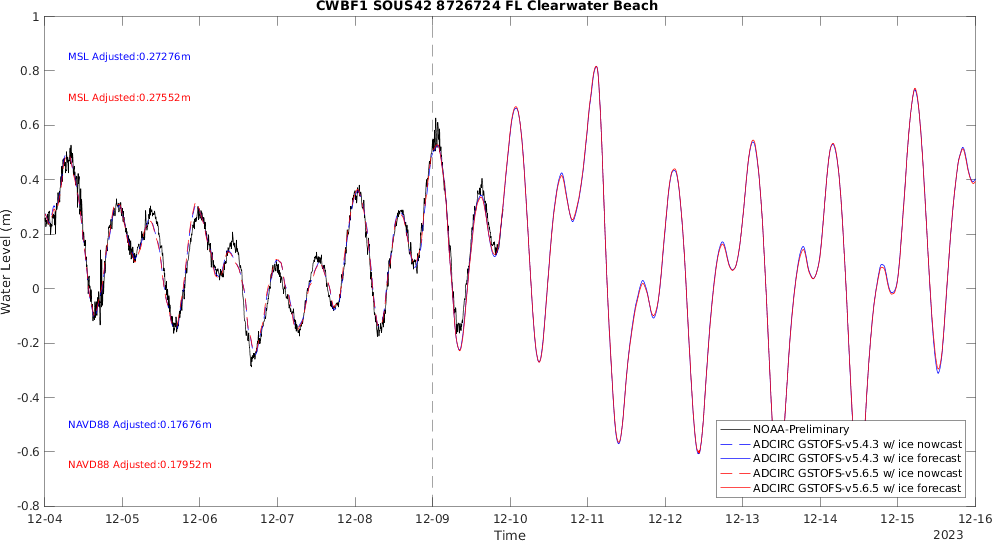 CWBF1 SOUS42 8726724 FL Clearwater Beach
1
0.8
0.6
0.4
0.2
0
-0.2
-0.4
-0.6
-0.8
Water Level (m)
MSL Adjusted:0.27276m
MSL Adjusted:0.27552m
NAVD88 Adjusted:0.17676m
NAVD88 Adjusted:0.17952m
NOAA-Preliminary
ADCIRC GSTOFS-v5.4.3 w/ ice nowcast
ADCIRC GSTOFS-v5.4.3 w/ ice forecast
ADCIRC GSTOFS-v5.6.5 w/ ice nowcast
ADCIRC GSTOFS-v5.6.5 w/ ice forecast
12-04 12-05 12-06 12-07 12-08 12-09 12-10 12-11 12-12 12-13 12-14 12-15 12-16
Time
2023